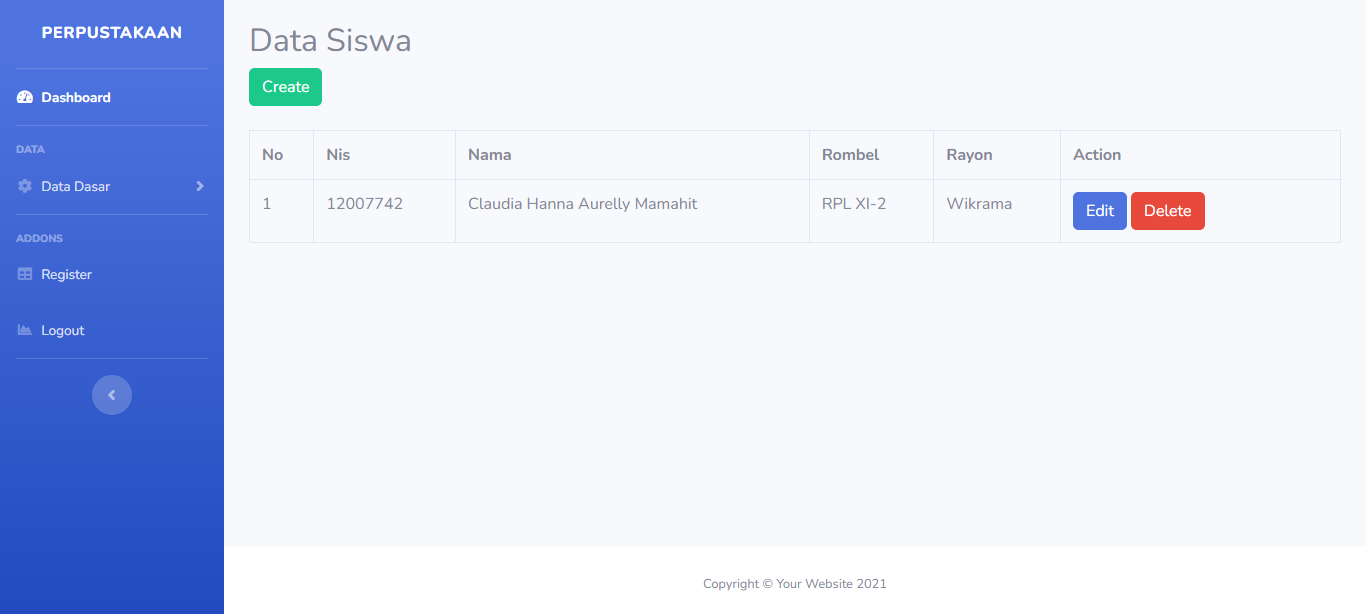 PERPUSTAKAAN
Dashboard
DATA
Data Dasar
ADDONS
Register
Logout
Data Siswa
Create
No Nis Nama Rombel Rayon Action
1 12007742 Claudia Hanna Aurelly Mamahit RPL XI-2 Wikrama Edit Delete
Copyright © Your Website 2021